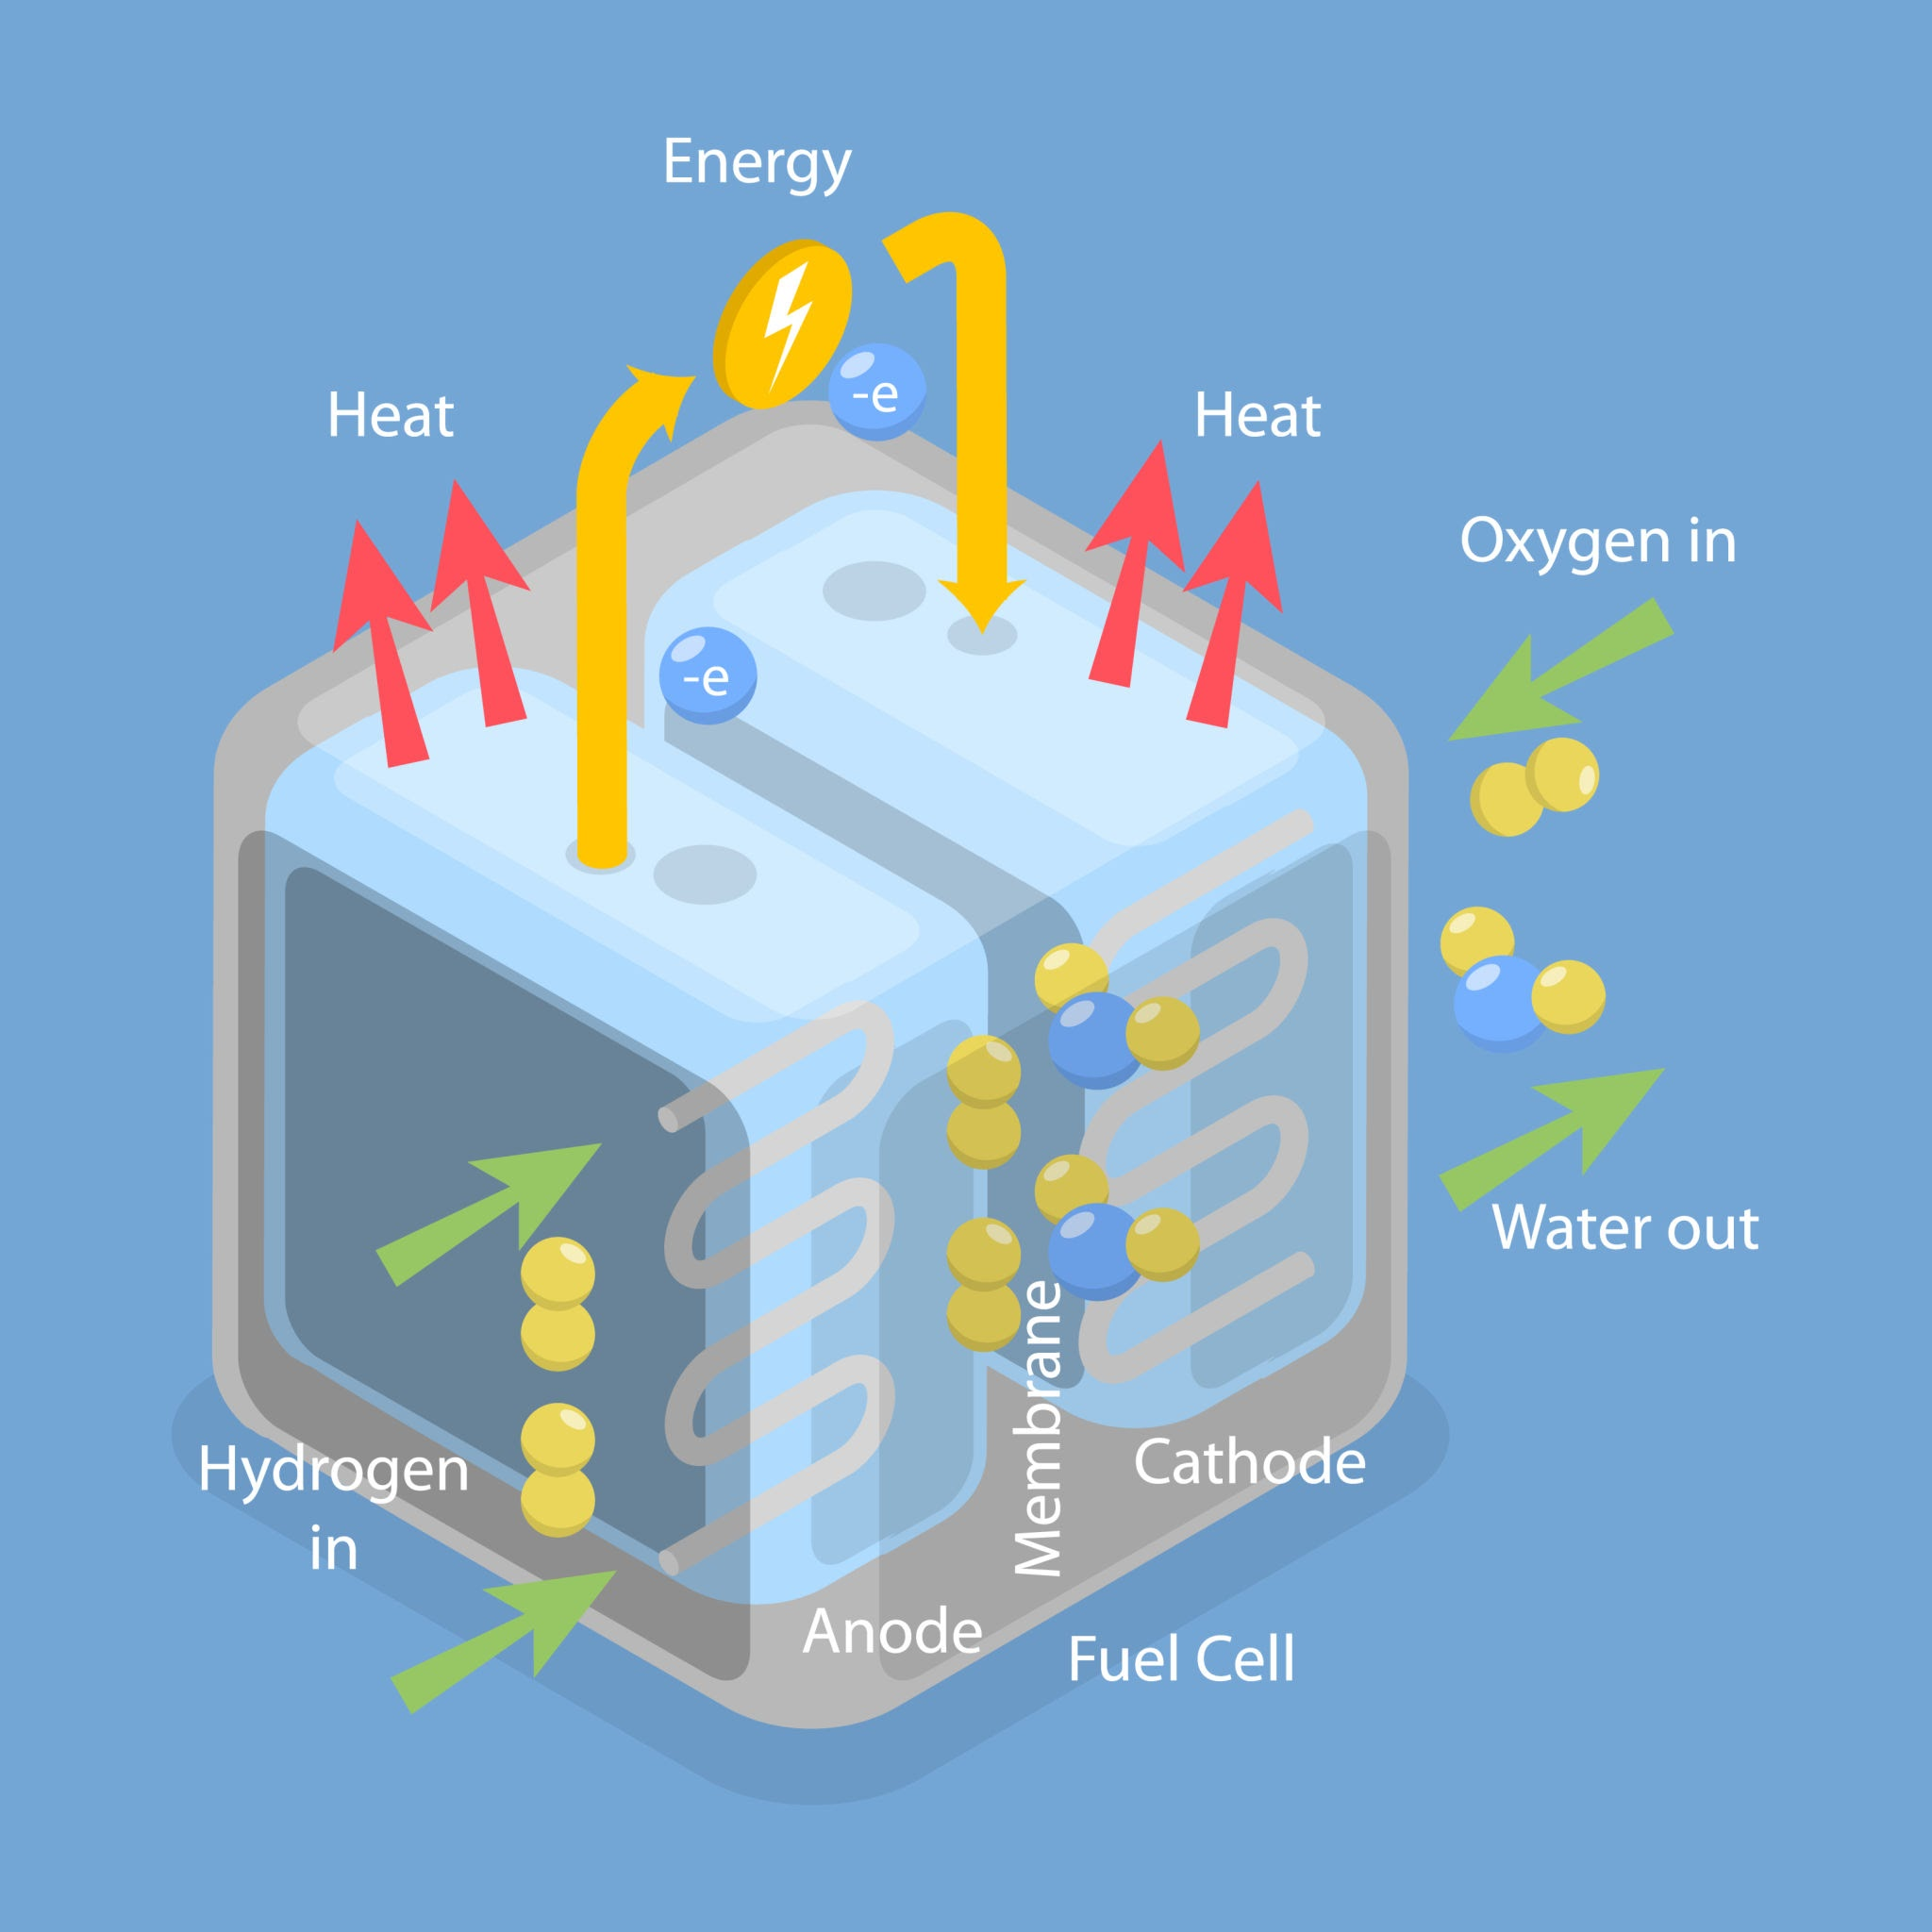 Energy
Heat
-e
Heat
Oxygen in
-e
Water out
Membrane
Hydrogen
in
Cathode
Anode
Fuel Cell